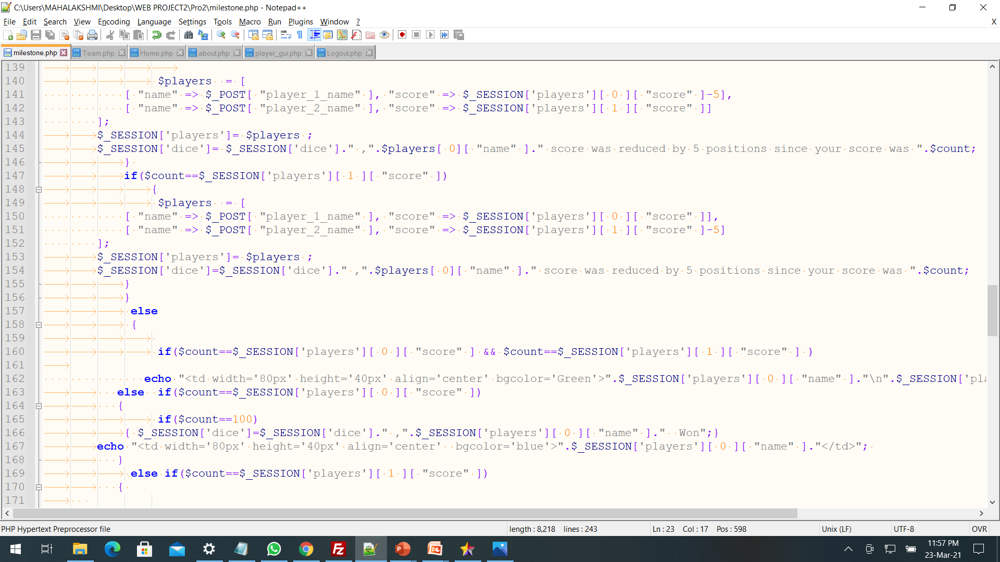 C:\Users\MAHALAKSHMI\Desktop\WEB PROJECT2\Pro2\milestone.php - Notepad++
File Edit Search View Encoding Language Settings Tools Macro Run Plugins Window ? X
milestone.php Team.php Home.php about.php player_gui.php Logout.php
139
140 $players = [
141 [ "name" => $_POST[ "player_1_name" ], "score" => $_SESSION['players'][ 0 ][ "score" ]-5],
142 [ "name" => $_POST[ "player_2_name" ], "score" => $_SESSION['players'][ 1 ][ "score" ]]
143 ];
144 $_SESSION['players']= $players ;
145 $_SESSION['dice']= $_SESSION['dice']." ,".$players[ 0][ "name" ]." score was reduced by 5 positions since your score was ".$count;
146 }
147 if($count==$_SESSION['players'][ 1 ][ "score" ])
148 {
149 $players = [
150 [ "name" => $_POST[ "player_1_name" ], "score" => $_SESSION['players'][ 0 ][ "score" ]],
151 [ "name" => $_POST[ "player_2_name" ], "score" => $_SESSION['players'][ 1 ][ "score" ]-5]
152 ];
153 $_SESSION['players']= $players ;
154 $_SESSION['dice']=$_SESSION['dice']." ,".$players[ 0][ "name" ]." score was reduced by 5 positions since your score was ".$count;
155 }
156 }
157 else
158 {
159
160 if($count==$_SESSION['players'][ 0 ][ "score" ] && $count==$_SESSION['players'][ 1 ][ "score" ] )
161
162 echo "<td width='80px' height='40px' align='center' bgcolor='Green'>".$_SESSION['players'][ 0 ][ "name" ]."\n".$_SESSION['pla
163 else if($count==$_SESSION['players'][ 0 ][ "score" ])
164 {
165 if($count==100)
166 { $_SESSION['dice']=$_SESSION['dice']." ,".$_SESSION['players'][ 0 ][ "name" ]."  Won";}
167 echo "<td width='80px' height='40px' align='center'  bgcolor='blue'>".$_SESSION['players'][ 0 ][ "name" ]."</td>";
168 }
169 else if($count==$_SESSION['players'][ 1 ][ "score" ])
170 {
171
PHP Hypertext Preprocessor file length : 8,218 lines : 243 Ln : 23 Col : 17 Pos : 598 Unix (LF) UTF-8 OVR
11:57 PM
23-Mar-21